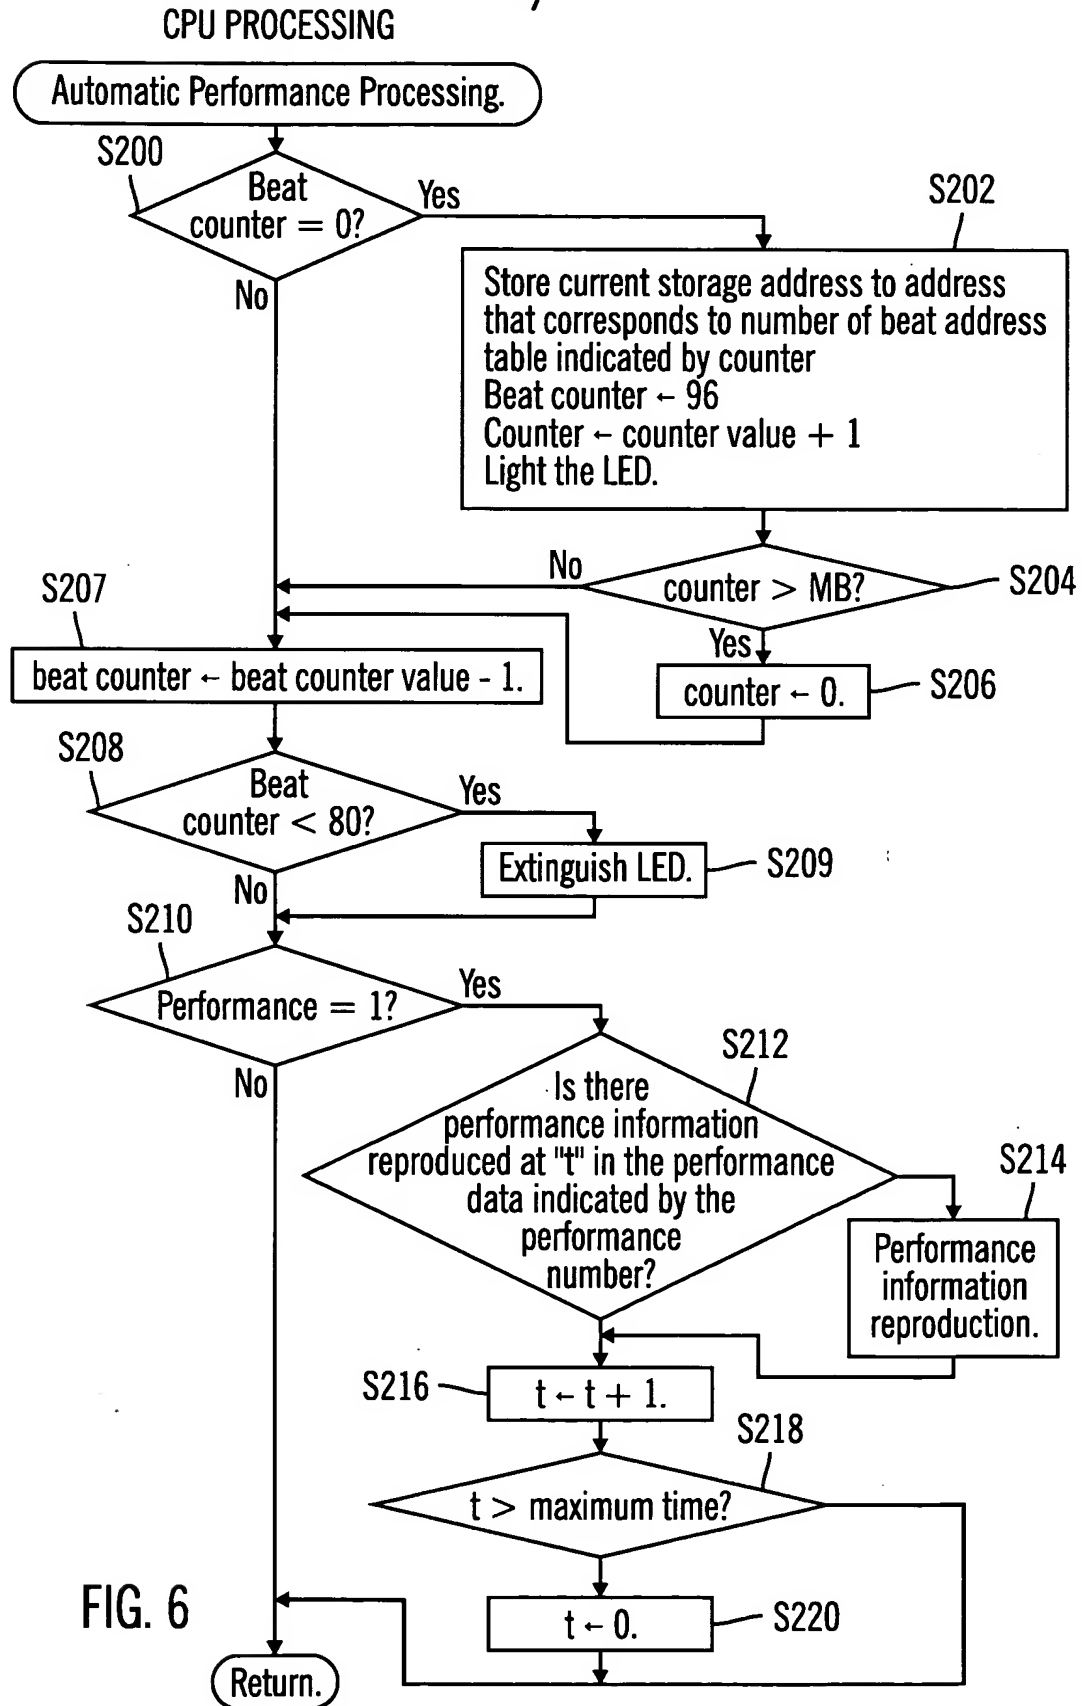 CPU PROCESSING
Automatic Performance Processing.
S200
Beat
counter = 0?
Yes
No
S202
Store current storage address to address
that corresponds to number of beat address
table indicated by counter
Beat counter ← 96
Counter ← counter value + 1
Light the LED.
counter > MB?
No
S204
Yes
counter ← 0.
S206
S207
beat counter ← beat counter value - 1.
S208
Beat
counter < 80?
Yes
Extinguish LED.
S209
No
S210
Performance = 1?
Yes
No
S212
Is there
performance information
reproduced at "t" in the performance
data indicated by the
performance
number?
S214
Performance
information
reproduction.
S216
t ← t + 1.
S218
t > maximum time?
t ← 0.
S220
FIG. 6
Return.